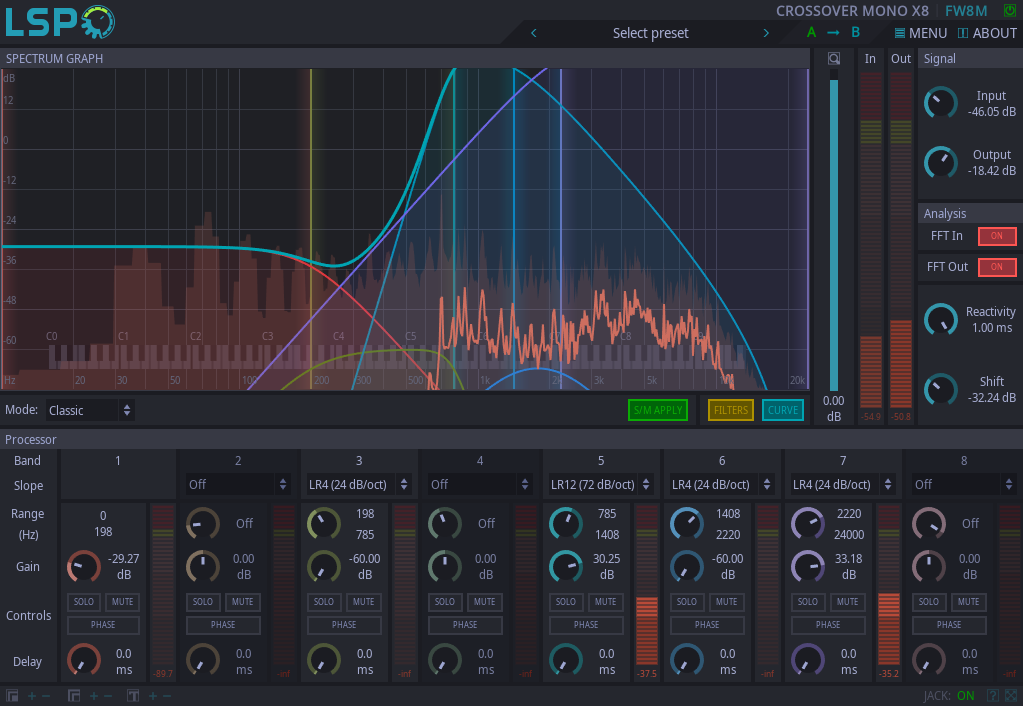 LSP
CROSSOVER MONO X8 FW8M
Select preset A B MENU ABOUT
SPECTRUM GRAPH In Out Signal
dB
12
0
-12
-24
-36
-48
-60
C0 C1 C2 C3 C4 C5 C6 C8
Hz 20 30 50 100 200 300 500 1k 2k 3k 5k 10k 20k
Input
-46.05 dB
Output
-18.42 dB
Analysis
FFT In ON
FFT Out ON
Reactivity
1.00 ms
Shift
-32.24 dB
0.00
dB
-54.9 -50.8
Mode: Classic S/M APPLY FILTERS CURVE
Processor
Band 1 2 3 4 5 6 7 8
Slope Off LR4 (24 dB/oct) Off LR12 (72 dB/oct) LR4 (24 dB/oct) LR4 (24 dB/oct) Off
Range 0 198 785 1408 2220
(Hz) 198 Off 785 Off 1408 2220 24000 Off
Gain -29.27 0.00 -60.00 0.00 30.25 -60.00 33.18 0.00
dB dB dB dB dB dB dB dB
Controls SOLO MUTE SOLO MUTE SOLO MUTE SOLO MUTE SOLO MUTE SOLO MUTE SOLO MUTE SOLO MUTE
PHASE PHASE PHASE PHASE PHASE PHASE PHASE PHASE
Delay 0.0 0.0 0.0 0.0 0.0 0.0 0.0 0.0
ms ms ms ms ms ms ms ms
-89.7 -inf -inf -inf -37.5 -inf -35.2 -inf
JACK: ON